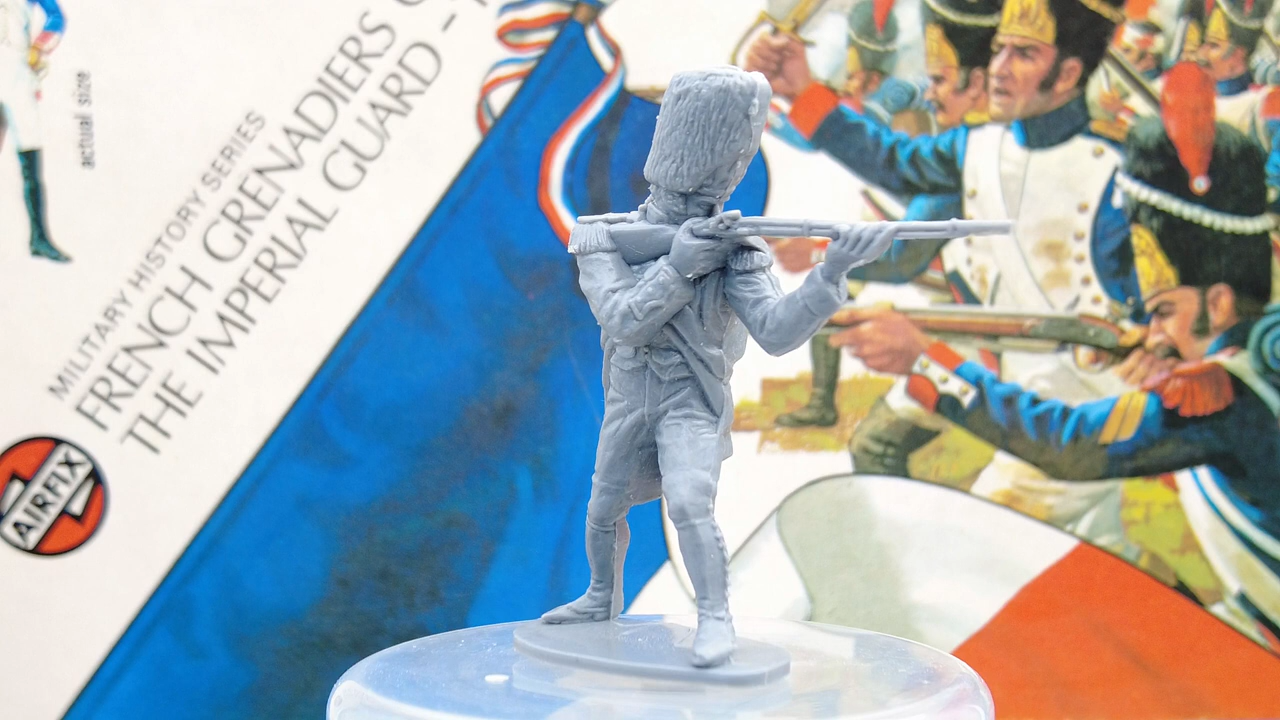 actual size
MILITARY HISTORY SERIES
FRENCH GRENADIERS
THE IMPERIAL GUARD -
AIRFIX